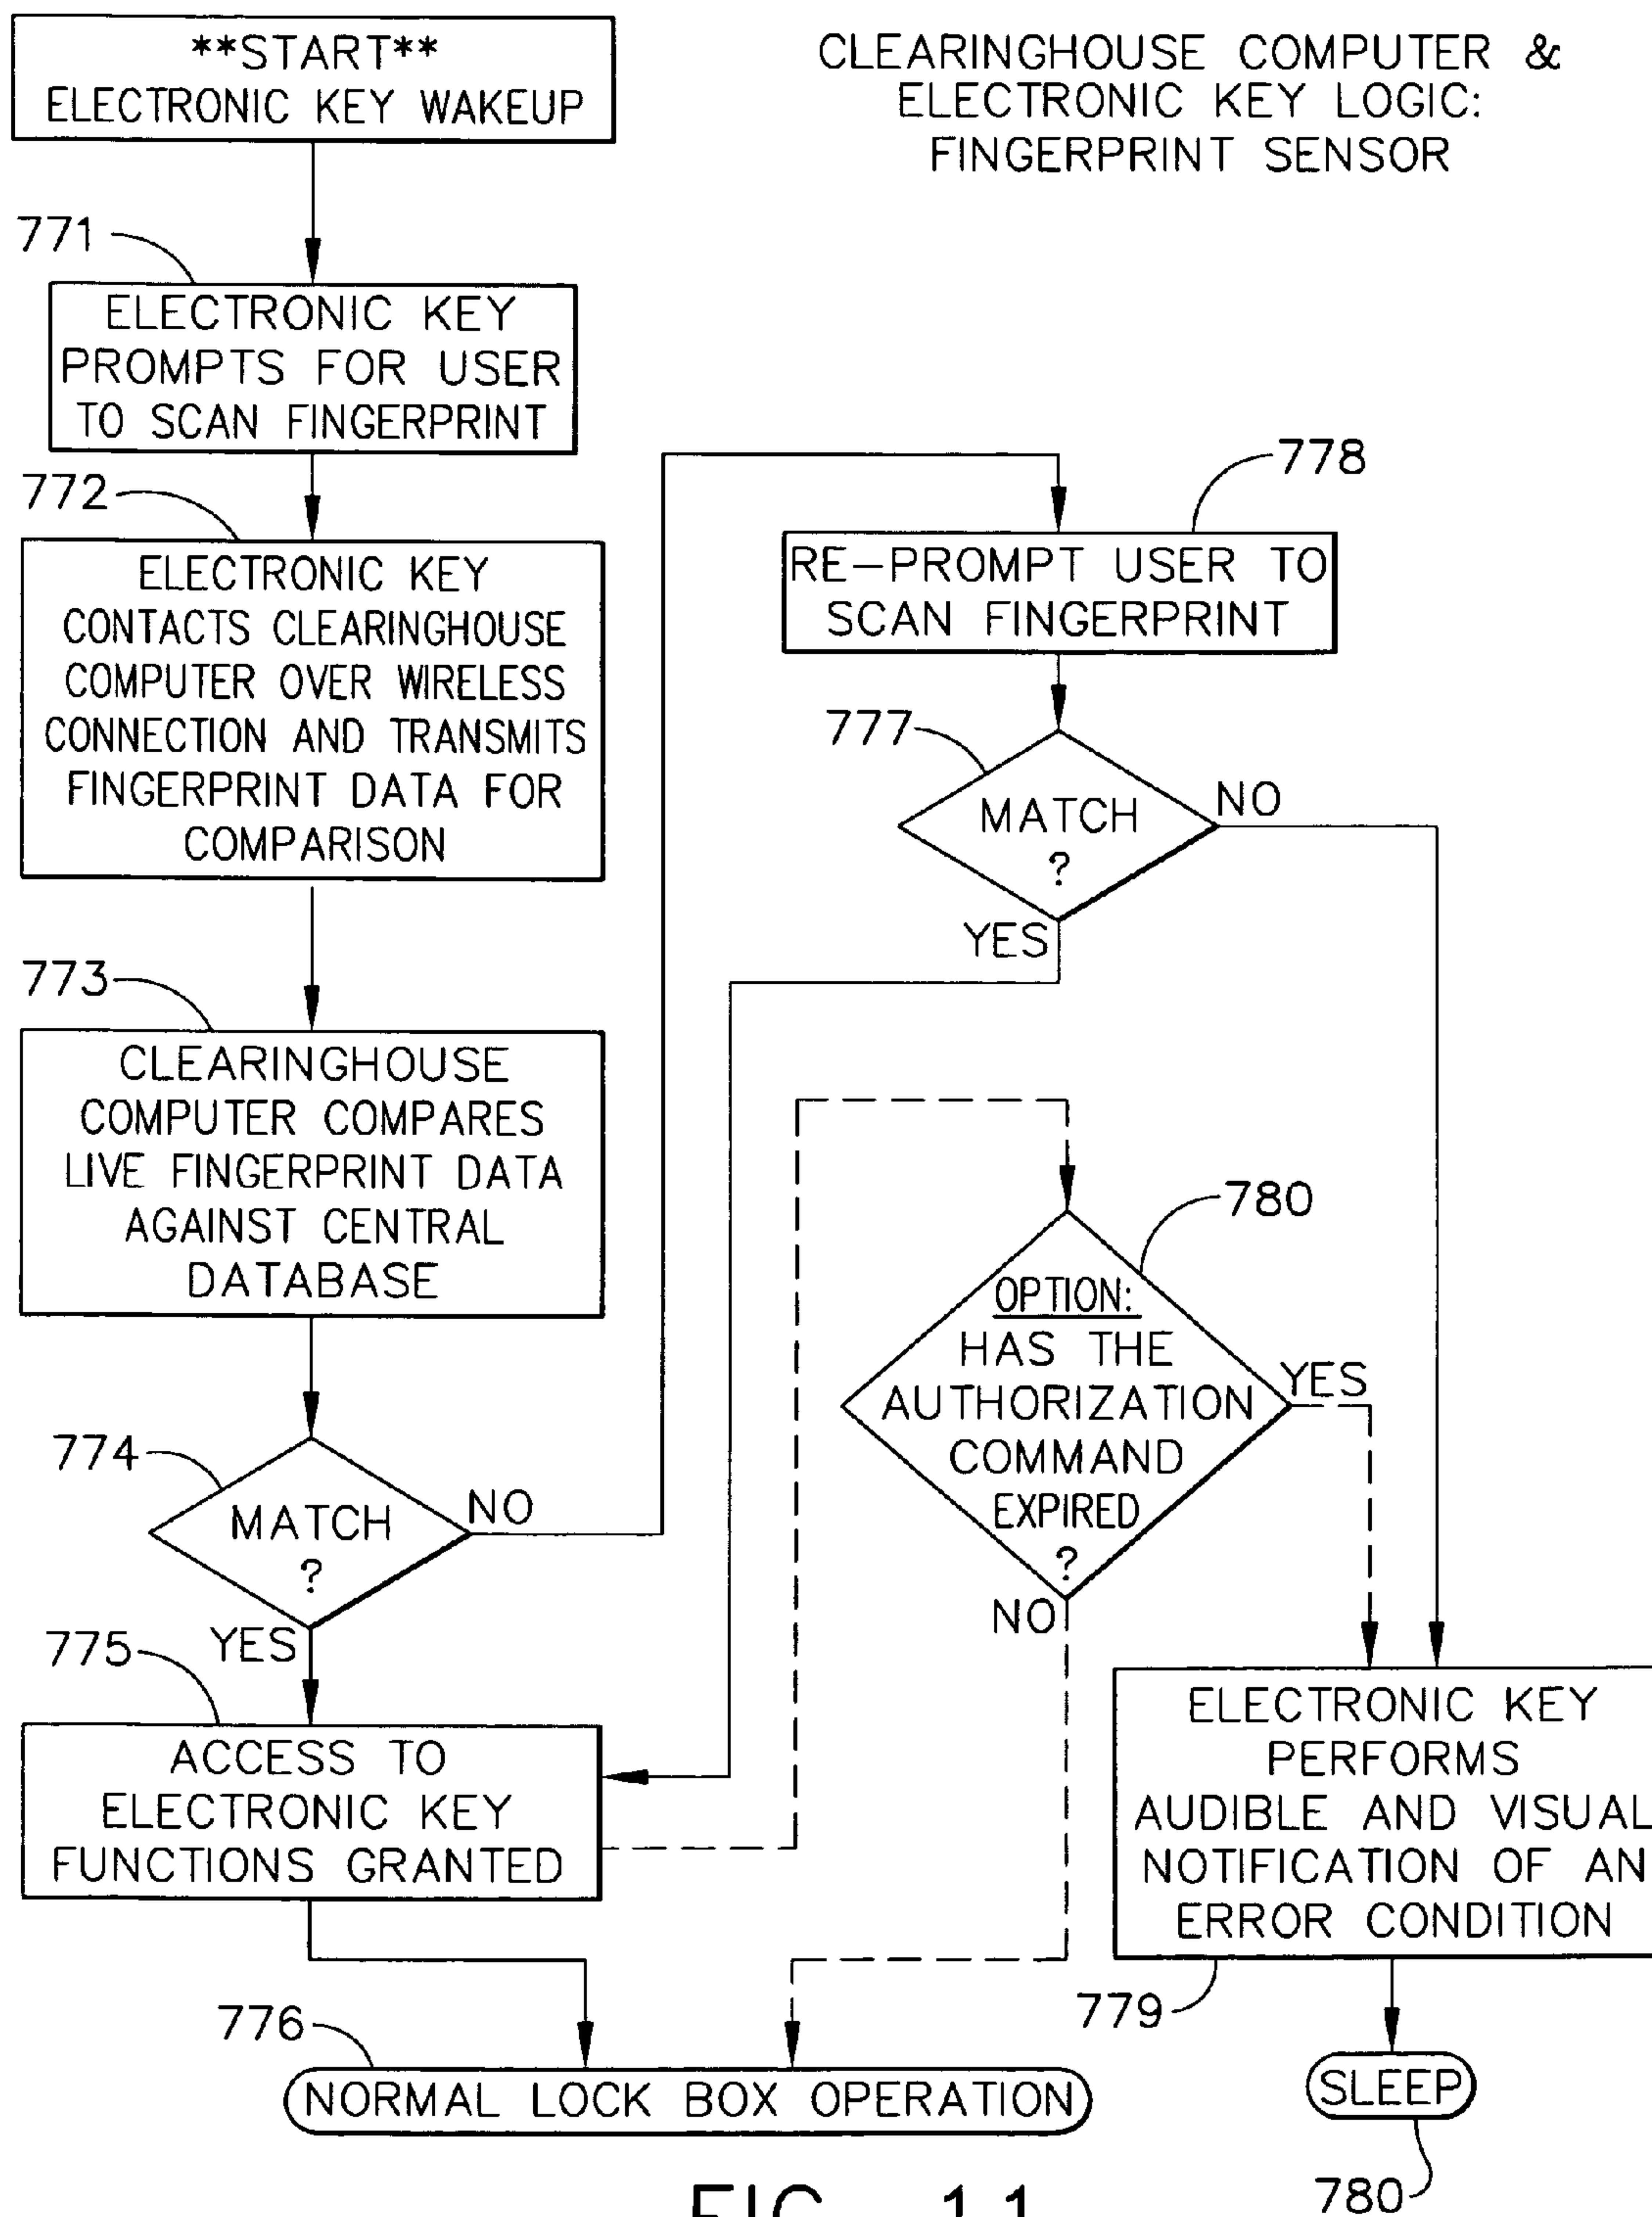 **START**
ELECTRONIC KEY WAKEUP
CLEARINGHOUSE COMPUTER &
ELECTRONIC KEY LOGIC:
FINGERPRINT SENSOR
771
ELECTRONIC KEY
PROMPTS FOR USER
TO SCAN FINGERPRINT
772
ELECTRONIC KEY
CONTACTS CLEARINGHOUSE
COMPUTER OVER WIRELESS
CONNECTION AND TRANSMITS
FINGERPRINT DATA FOR
COMPARISON
773
CLEARINGHOUSE
COMPUTER COMPARES
LIVE FINGERPRINT DATA
AGAINST CENTRAL
DATABASE
774
MATCH
?
NO
YES
775
ACCESS TO
ELECTRONIC KEY
FUNCTIONS GRANTED
778
RE-PROMPT USER TO
SCAN FINGERPRINT
777
MATCH
?
NO
YES
780
OPTION:
HAS THE
AUTHORIZATION
COMMAND
EXPIRED
?
YES
NO
ELECTRONIC KEY
PERFORMS
AUDIBLE AND VISUAL
NOTIFICATION OF AN
ERROR CONDITION
779
776
NORMAL LOCK BOX OPERATION
SLEEP
780
FIG. 11